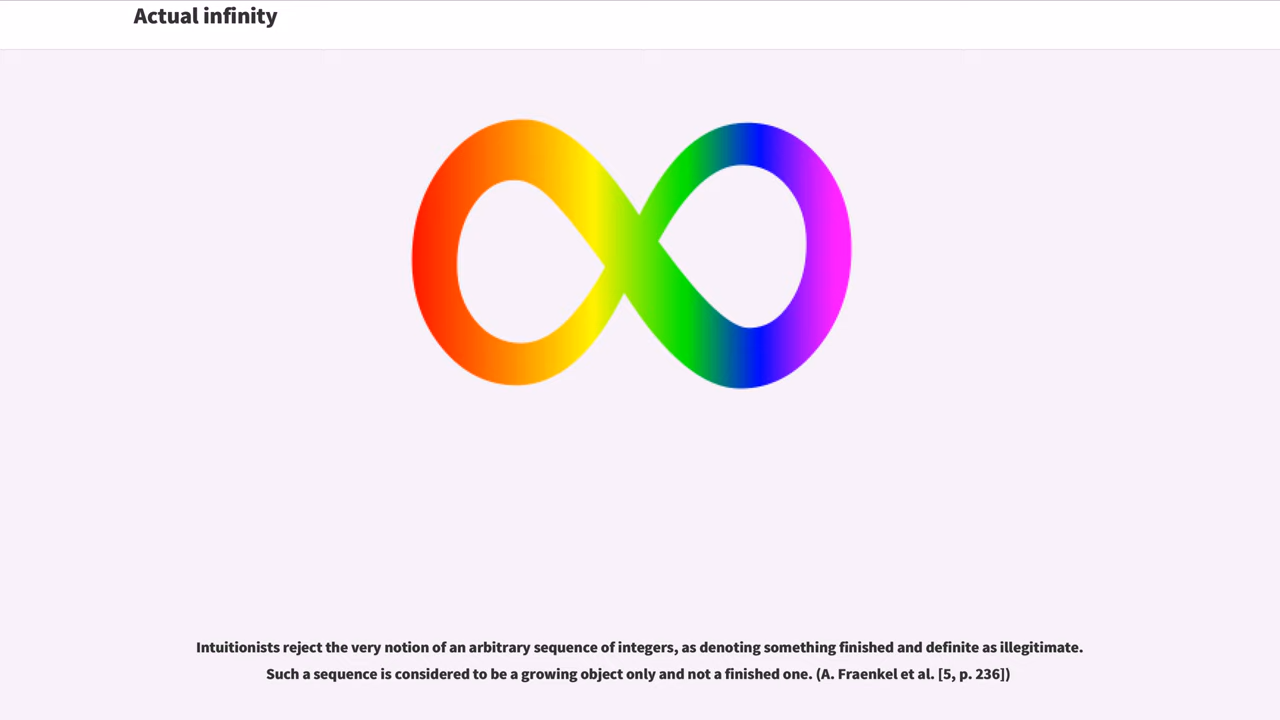 Actual infinity
Intuitionists reject the very notion of an arbitrary sequence of integers, as denoting something finished and definite as illegitimate.
Such a sequence is considered to be a growing object only and not a finished one. (A. Fraenkel et al. [5, p. 236])